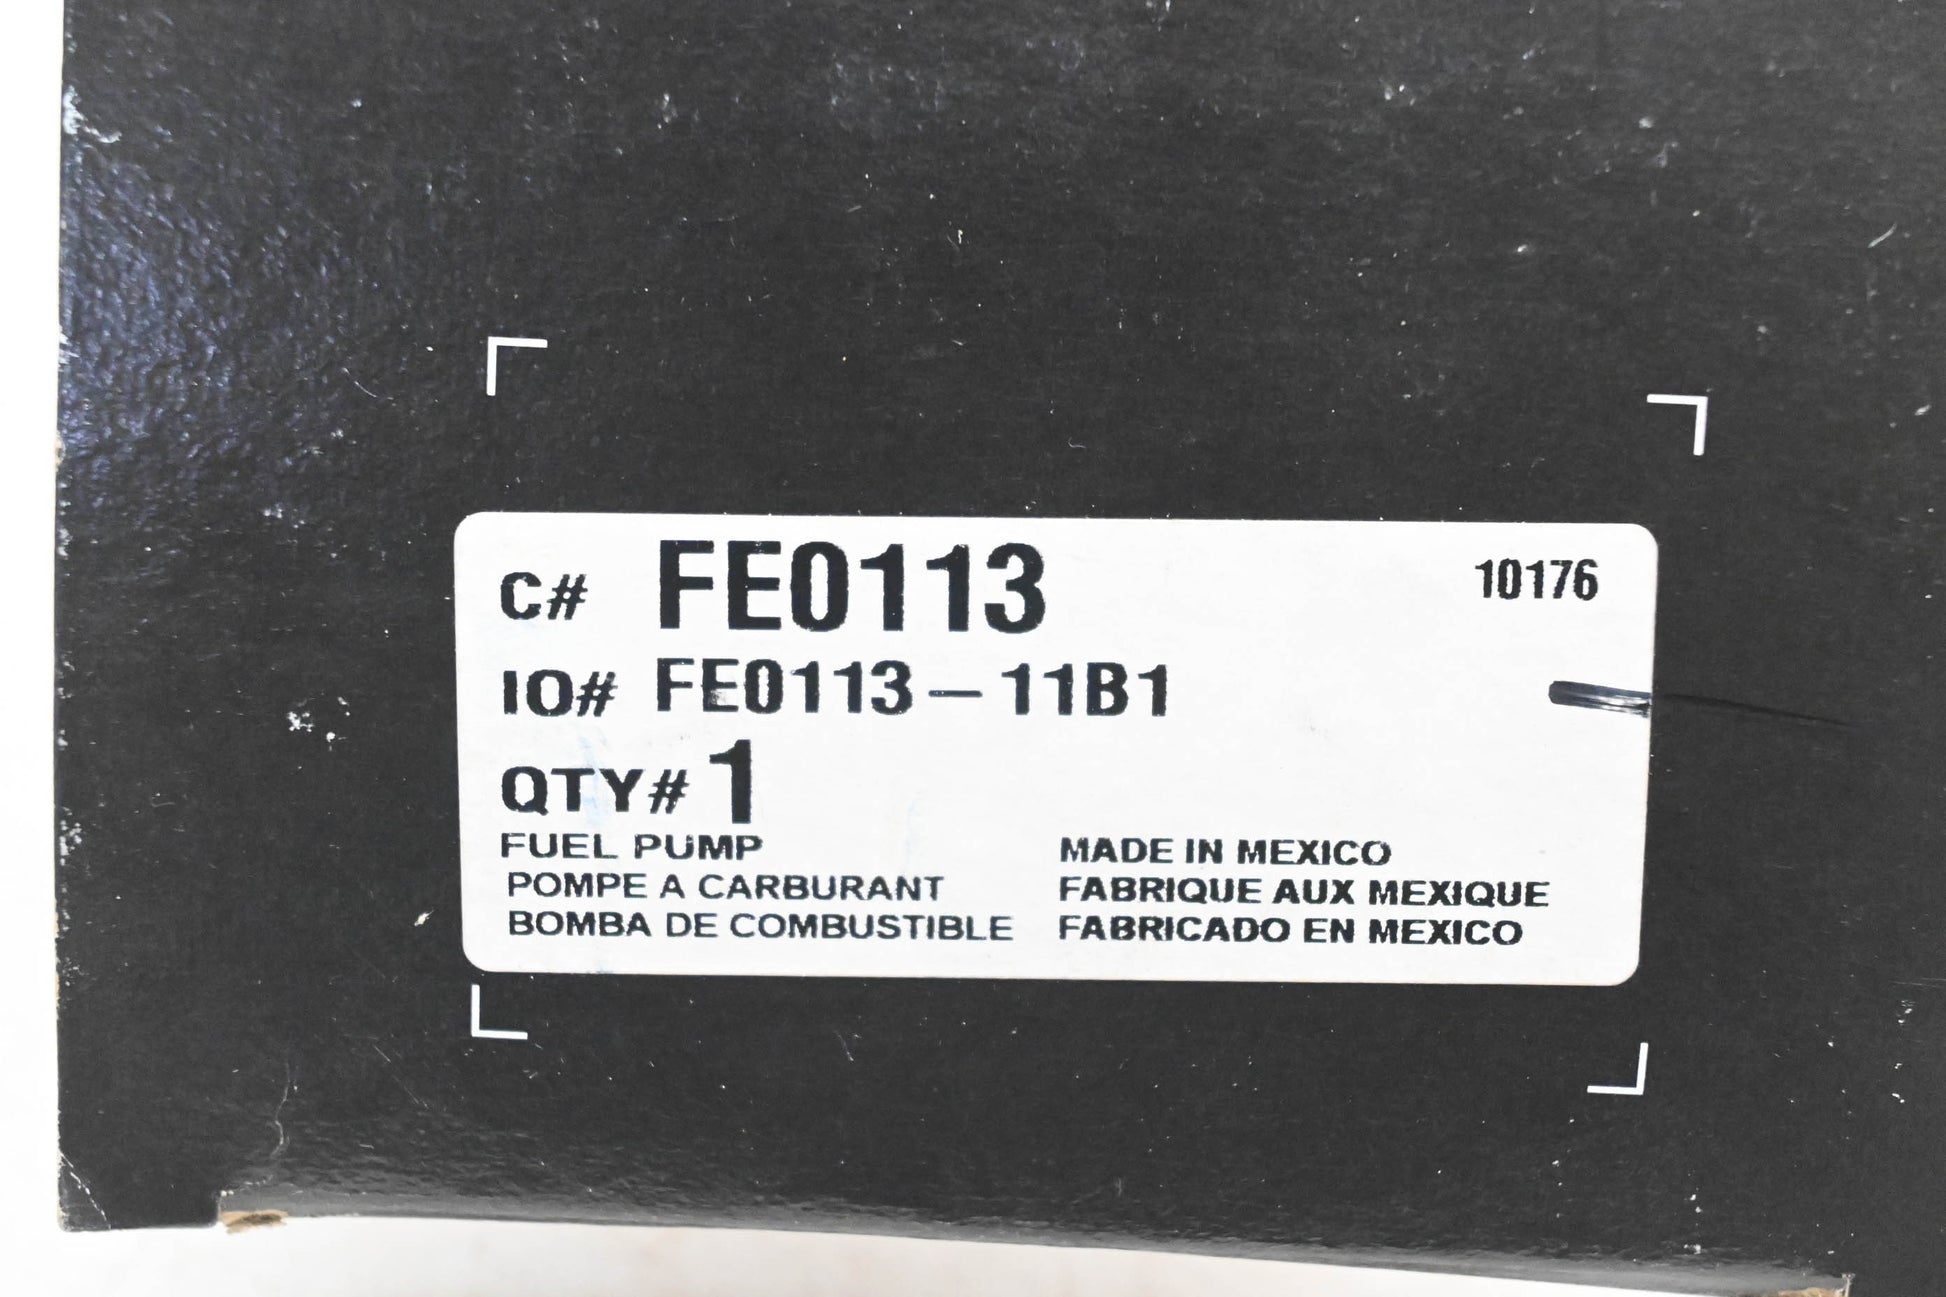 C# FE0113 10176
IO# FE0113-11B1
QTY# 1
FUEL PUMP MADE IN MEXICO
POMPE A CARBURANT FABRIQUE AUX MEXIQUE
BOMBA DE COMBUSTIBLE FABRICADO EN MEXICO